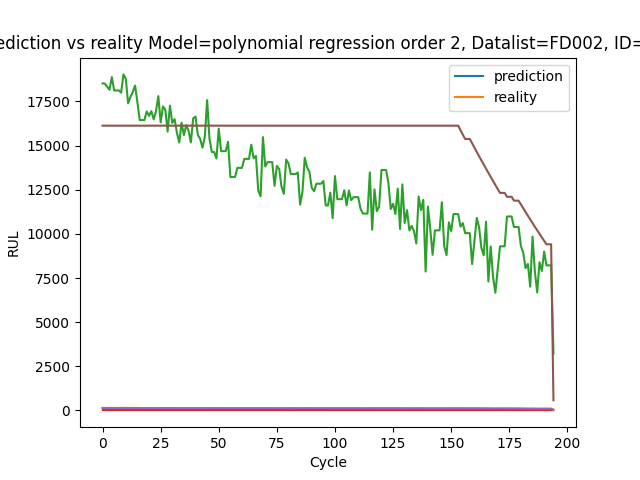 ediction vs reality Model=polynomial regression order 2, Datalist=FD002, ID=
prediction
reality
17500
15000
12500
10000
7500
5000
2500
0
RUL
0 25 50 75 100 125 150 175 200
Cycle